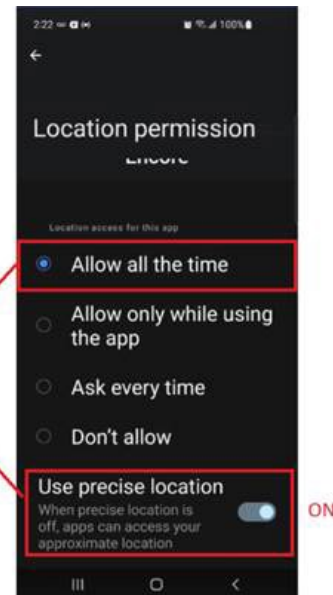 2:22
100%
Location permission
Encore
Location access for this app
Allow all the time
Allow only while using
the app
Ask every time
Don't allow
Use precise location
When precise location is
off, apps can access your
approximate location
ON